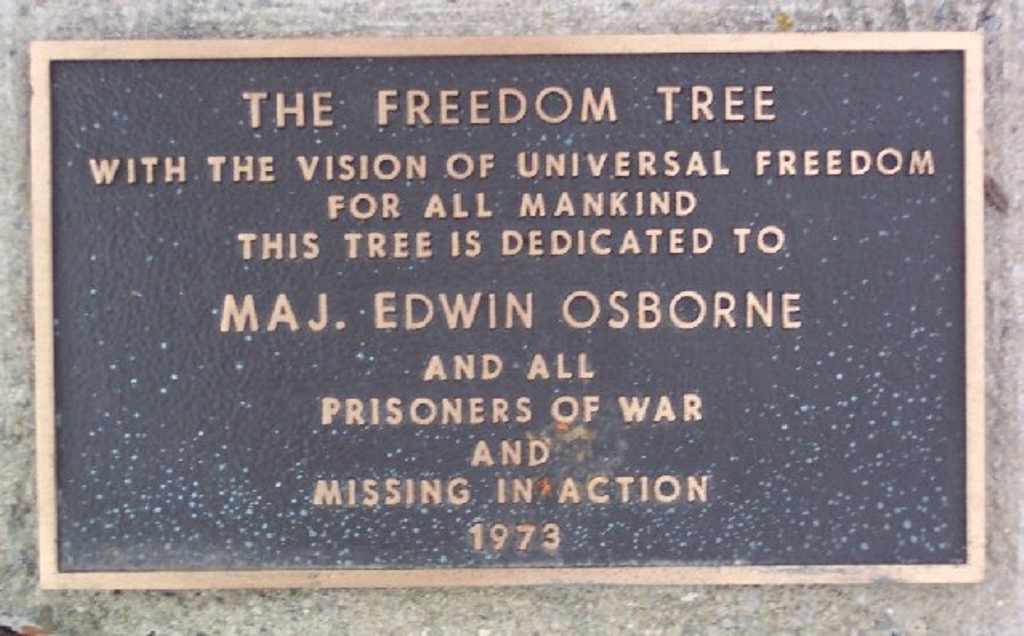 THE FREEDOM TREE
WITH THE VISION OF UNIVERSAL FREEDOM
FOR ALL MANKIND
THIS TREE IS DEDICATED TO
MAJ. EDWIN OSBORNE
AND ALL
PRISONERS OF WAR
AND
MISSING IN ACTION
1973